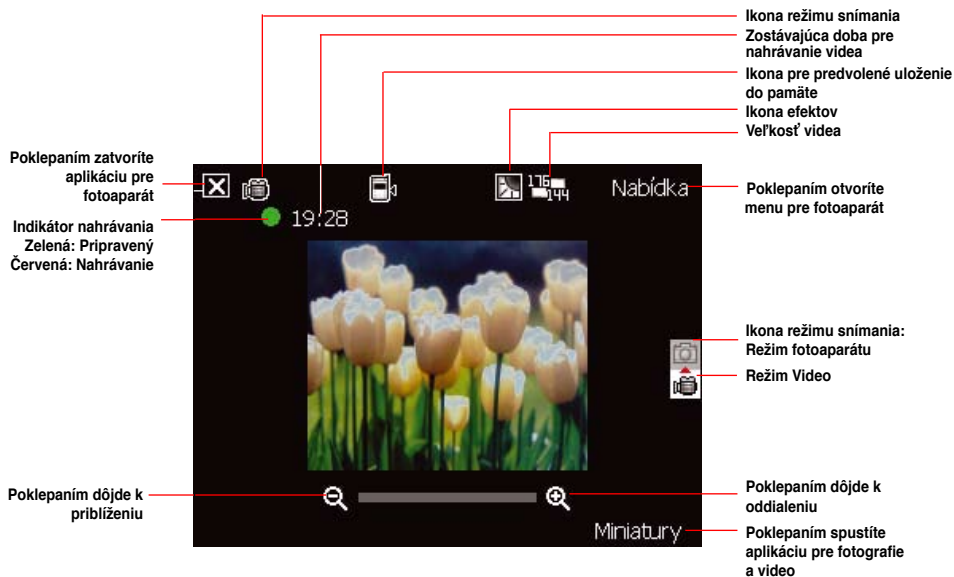 Ikona režimu snímania
Zostávajúca doba pre
nahrávanie videa
Ikona pre predvolené uloženie
do pamäte
Ikona efektov
Veľkosť videa
Poklepaním zatvoríte
aplikáciu pre
fotoaparát
176
144
Nabídka
Poklepaním otvoríte
menu pre fotoaparát
Indikátor nahrávania
Zelená: Pripravený
Červená: Nahrávanie
19:28
Ikona režimu snímania:
Režim fotoaparátu
Režim Video
Poklepaním dôjde k
priblíženiu
Poklepaním dôjde k
oddialeniu
Miniatury
Poklepaním spustíte
aplikáciu pre fotografie
a video